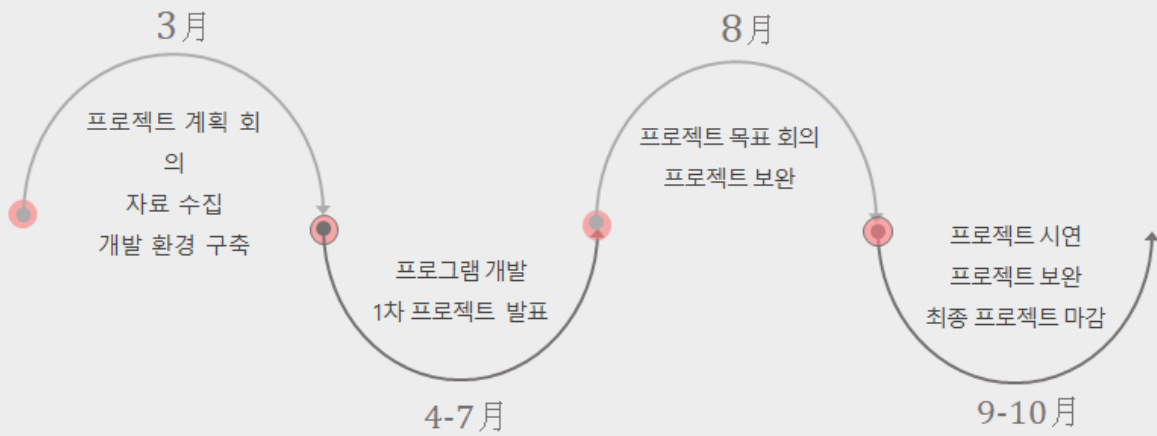 3月
프로젝트 계획 회
의
자료 수집
개발 환경 구축
프로그램 개발
1차 프로젝트 발표
4-7月
8月
프로젝트 목표 회의
프로젝트 보완
프로젝트 시연
프로젝트 보완
최종 프로젝트 마감
9-10月